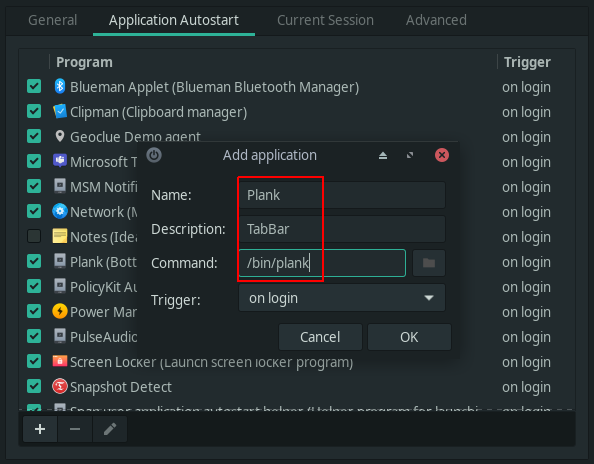 General Application Autostart Current Session Advanced
Program Trigger
Blueman Applet (Blueman Bluetooth Manager) on login
Clipman (Clipboard manager) on login
Geoclue Demo agent on login
Microsoft T on login
MSM Notifi on login
Network (M on login
Notes (Idea on login
Plank (Bott on login
PolicyKit Au on login
Power Man on login
PulseAudio on login
Screen Locker (Launch screen locker program) on login
Snapshot Detect on login
Snap user application autostart helper (Helper program for launchi on login
Add application
Name: Plank
Description: TabBar
Command: /bin/plank
Trigger: on login
Cancel OK